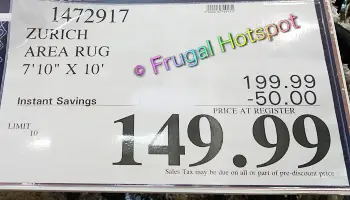 1472917
ZURICH
AREA RUG
7'10" X 10'
© Frugal Hotspot
199.99
Instant Savings -50.00
PRICE AT REGISTER
LIMIT
10
149.99
Sales Tax may be due on all or part of pre-discount price